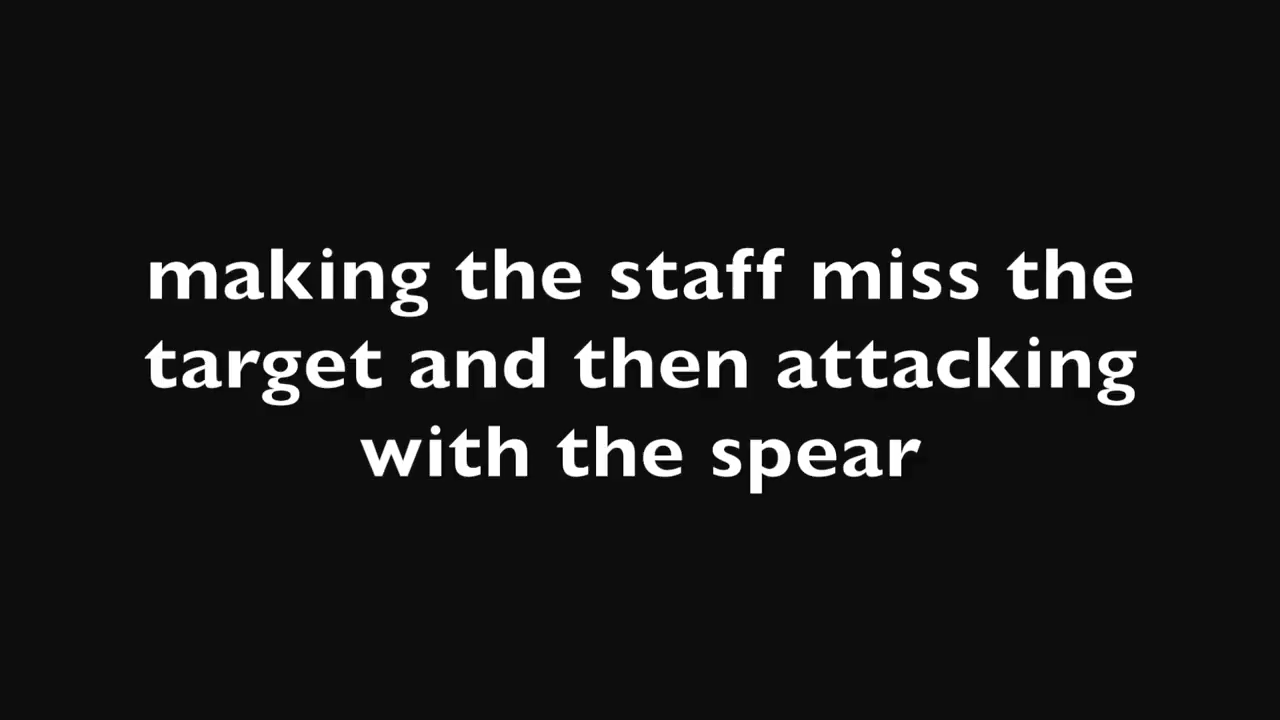 making the staff miss the
target and then attacking
with the spear